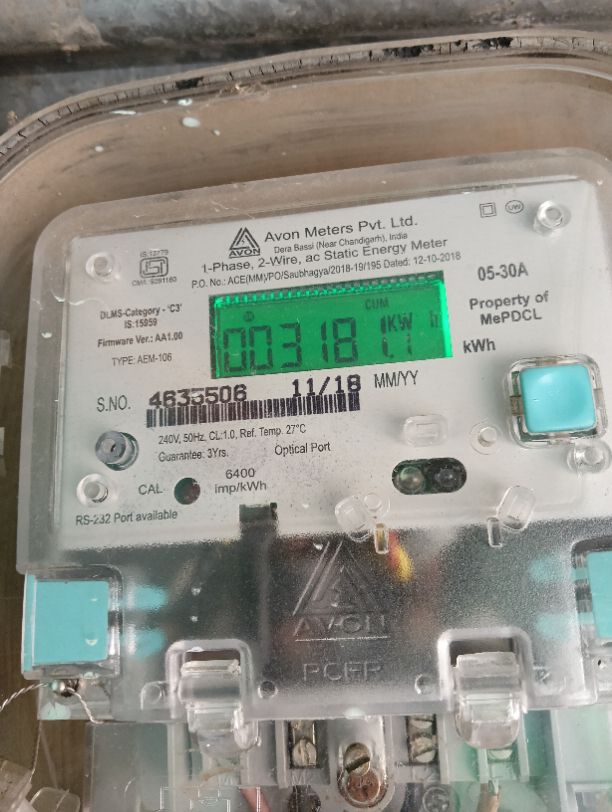 AVON
Avon Meters Pvt. Ltd.
Dera Bassi (Near Chandigarh), India
UW
IS:13779
1-Phase, 2-Wire, ac Static Energy Meter
P.O. No.: ACE(MM)/PO/Saubhagya/2018-19/195 Dated: 12-10-2018
05-30A
DLMS-Category - 'C3'
IS:15959
Firmware Ver.: AA1.00
TYPE: AEM-106
CUM
00318 KW h
Property of
MePDCL
kWh
S.NO. 4635506 11/18 MM/YY
240V, 50Hz, CL:1.0, Ref. Temp. 27°C
Guarantee: 3Yrs. Optical Port
CAL 6400
imp/kWh
RS-232 Port available
AVON